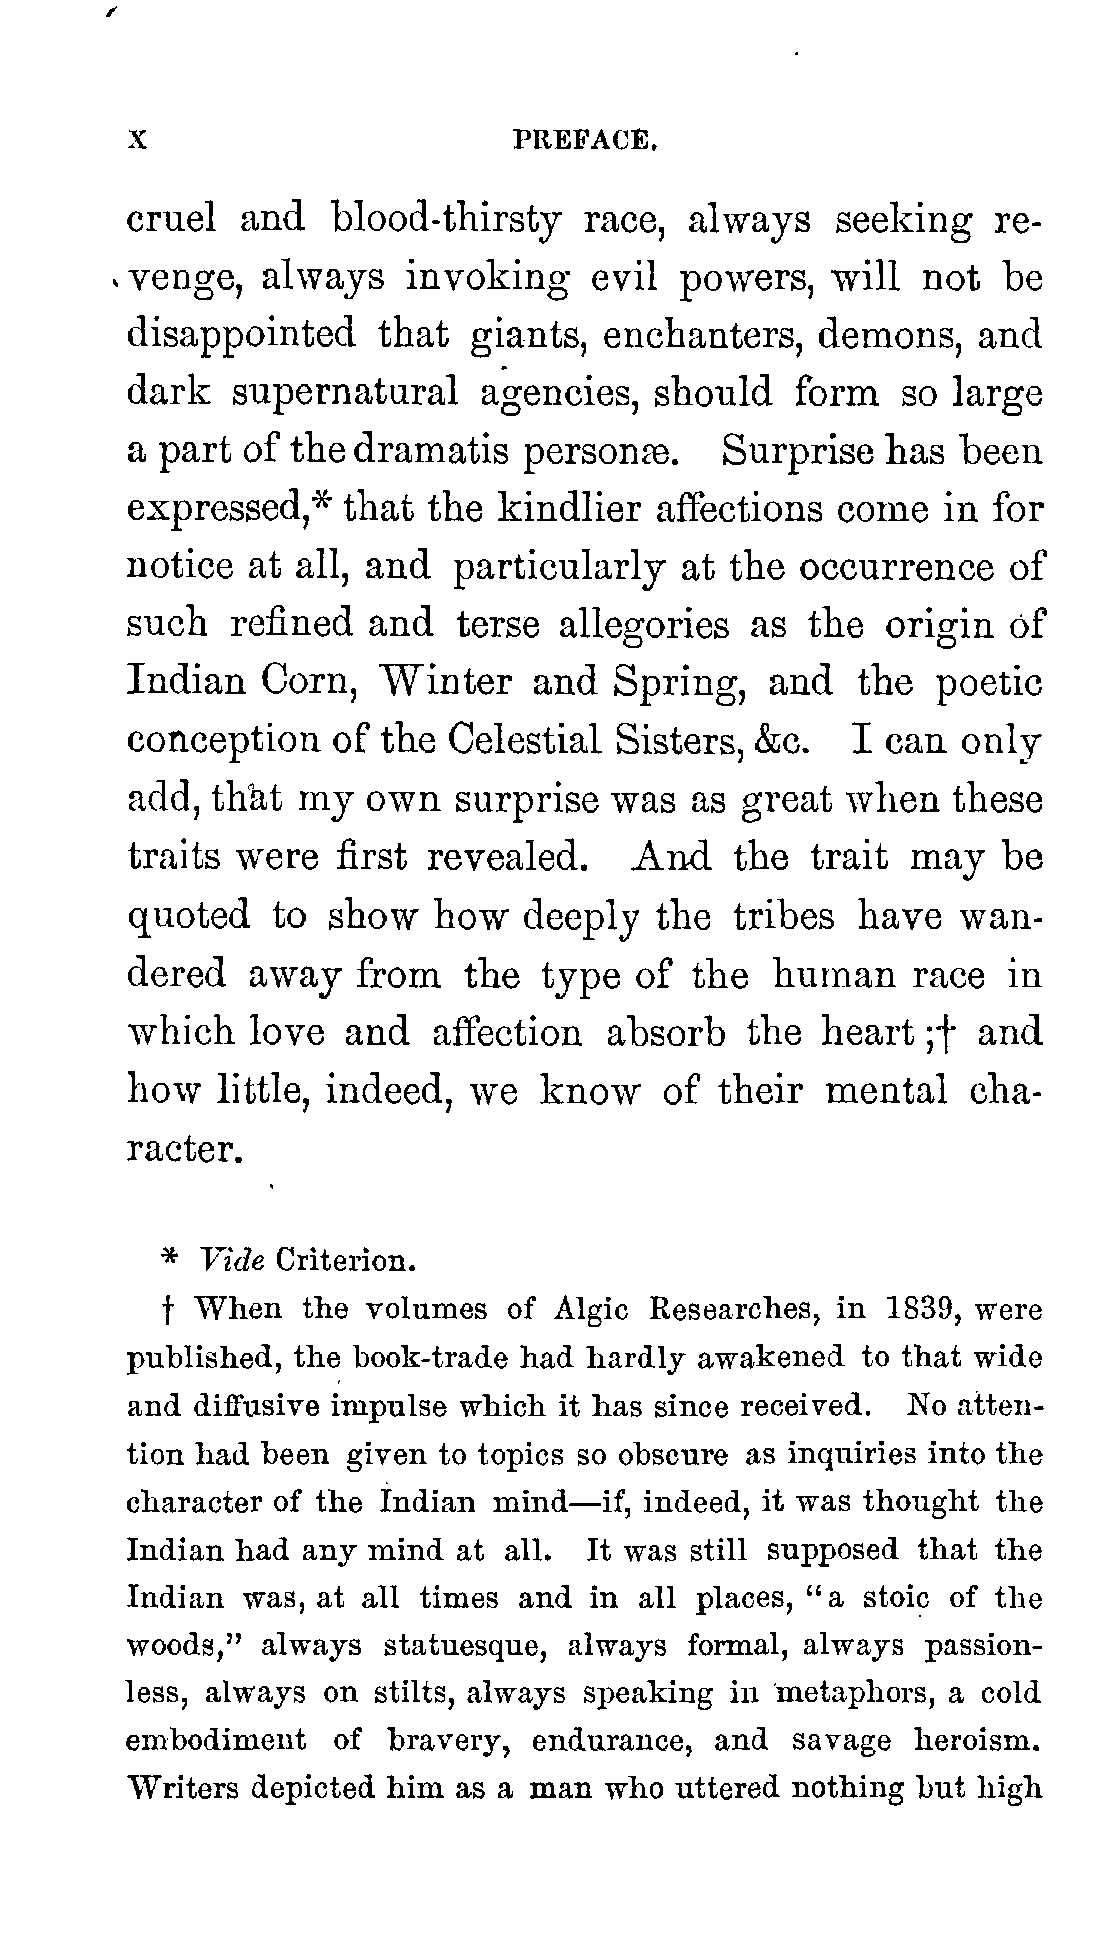 X PREFACE.
cruel and blood-thirsty race, always seeking re-
venge, always invoking evil powers, will not be
disappointed that giants, enchanters, demons, and
dark supernatural agencies, should form so large
a part of the dramatis personæ. Surprise has been
expressed,* that the kindlier affections come in for
notice at all, and particularly at the occurrence of
such refined and terse allegories as the origin of
Indian Corn, Winter and Spring, and the poetic
conception of the Celestial Sisters, &c. I can only
add, that my own surprise was as great when these
traits were first revealed. And the trait may be
quoted to show how deeply the tribes have wan-
dered away from the type of the human race in
which love and affection absorb the heart;† and
how little, indeed, we know of their mental cha-
racter.
* Vide Criterion.
† When the volumes of Algic Researches, in 1839, were
published, the book-trade had hardly awakened to that wide
and diffusive impulse which it has since received. No atten-
tion had been given to topics so obscure as inquiries into the
character of the Indian mind—if, indeed, it was thought the
Indian had any mind at all. It was still supposed that the
Indian was, at all times and in all places, "a stoic of the
woods," always statuesque, always formal, always passion-
less, always on stilts, always speaking in metaphors, a cold
embodiment of bravery, endurance, and savage heroism.
Writers depicted him as a man who uttered nothing but high